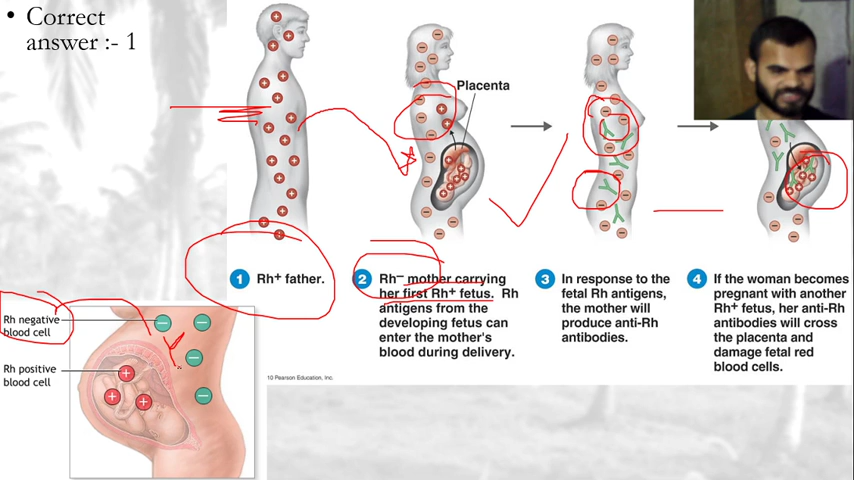 • Correct
answer :- 1
Placenta
1 Rh+ father.
2 Rh– mother carrying
her first Rh+ fetus. Rh
antigens from the
developing fetus can
enter the mother's
blood during delivery.
3 In response to the
fetal Rh antigens,
the mother will
produce anti-Rh
antibodies.
4 If the woman becomes
pregnant with another
Rh+ fetus, her anti-Rh
antibodies will cross
the placenta and
damage fetal red
blood cells.
Rh negative
blood cell
Rh positive
blood cell
10 Pearson Education, Inc.